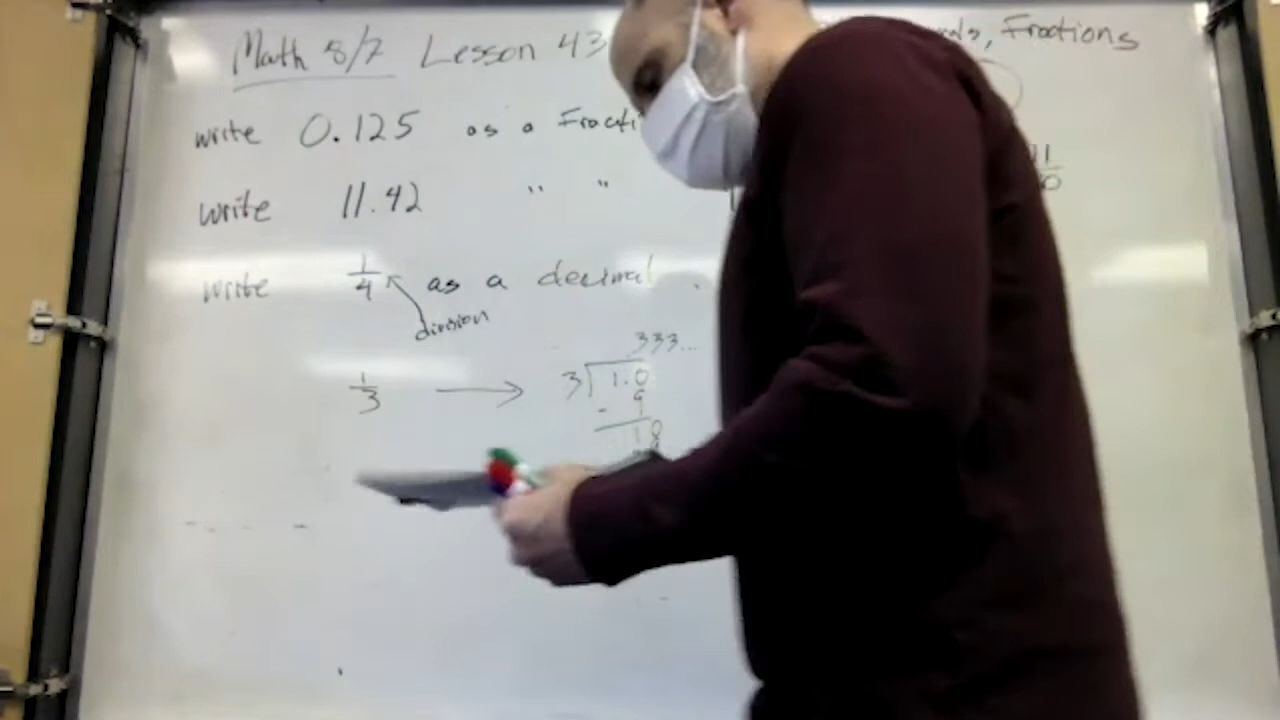 Math 8/7 Lesson 43 Fractions
write 0.125 as a
write 11.42 " "
write 1/4 as a decimal
division
333...
1/3 → 3 1.0
- 9
10